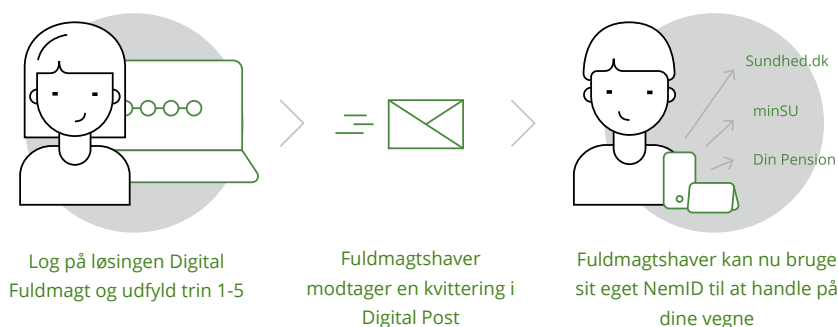 Sundhed.dk
minSU
Din Pension
Log på løsingen Digital
Fuldmagt og udfyld trin 1-5
Fuldmagtshaver
modtager en kvittering i
Digital Post
Fuldmagtshaver kan nu bruge
sit eget NemID til at handle på
dine vegne